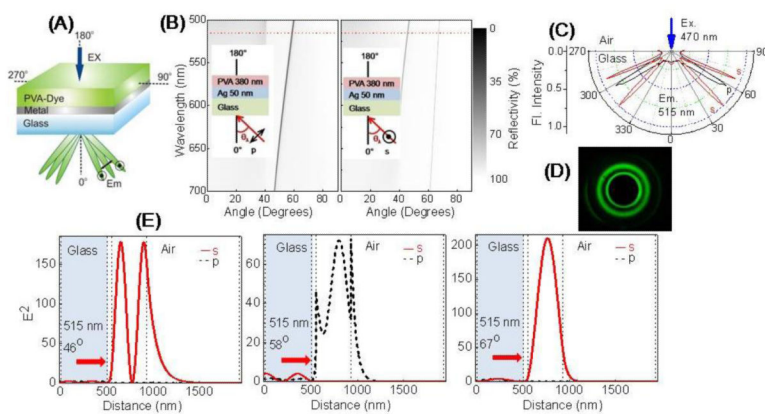 (A)
180°
EX
270°
90°
PVA-Dye
Metal
Glass
0°
Em
(B)
Wavelength (nm)
500
600
700
180°
PVA 380 nm
Ag 50 nm
Glass
0° p
0 20 40 60 80
Angle (Degrees)
180°
PVA 380 nm
Ag 50 nm
Glass
0° s
0 20 40 60 80
Angle (Degrees)
0
35
70
100
Reflectivity (%)
(C)
Ex.
470 nm
Fl. Intensity
0.0
0.5
1.0
270
Air
Glass
90
s
p
s
Em.
515 nm
300
60
330
30
0
(D)
(E)
E²
150
100
50
0
Glass
Air
s
p
515 nm
46°
0 500 1000 1500
Distance (nm)
60
40
20
0
Glass
Air
s
p
515 nm
58°
0 500 1000 1500
Distance (nm)
200
150
100
50
0
Glass
Air
s
p
515 nm
67°
0 500 1000 1500
Distance (nm)